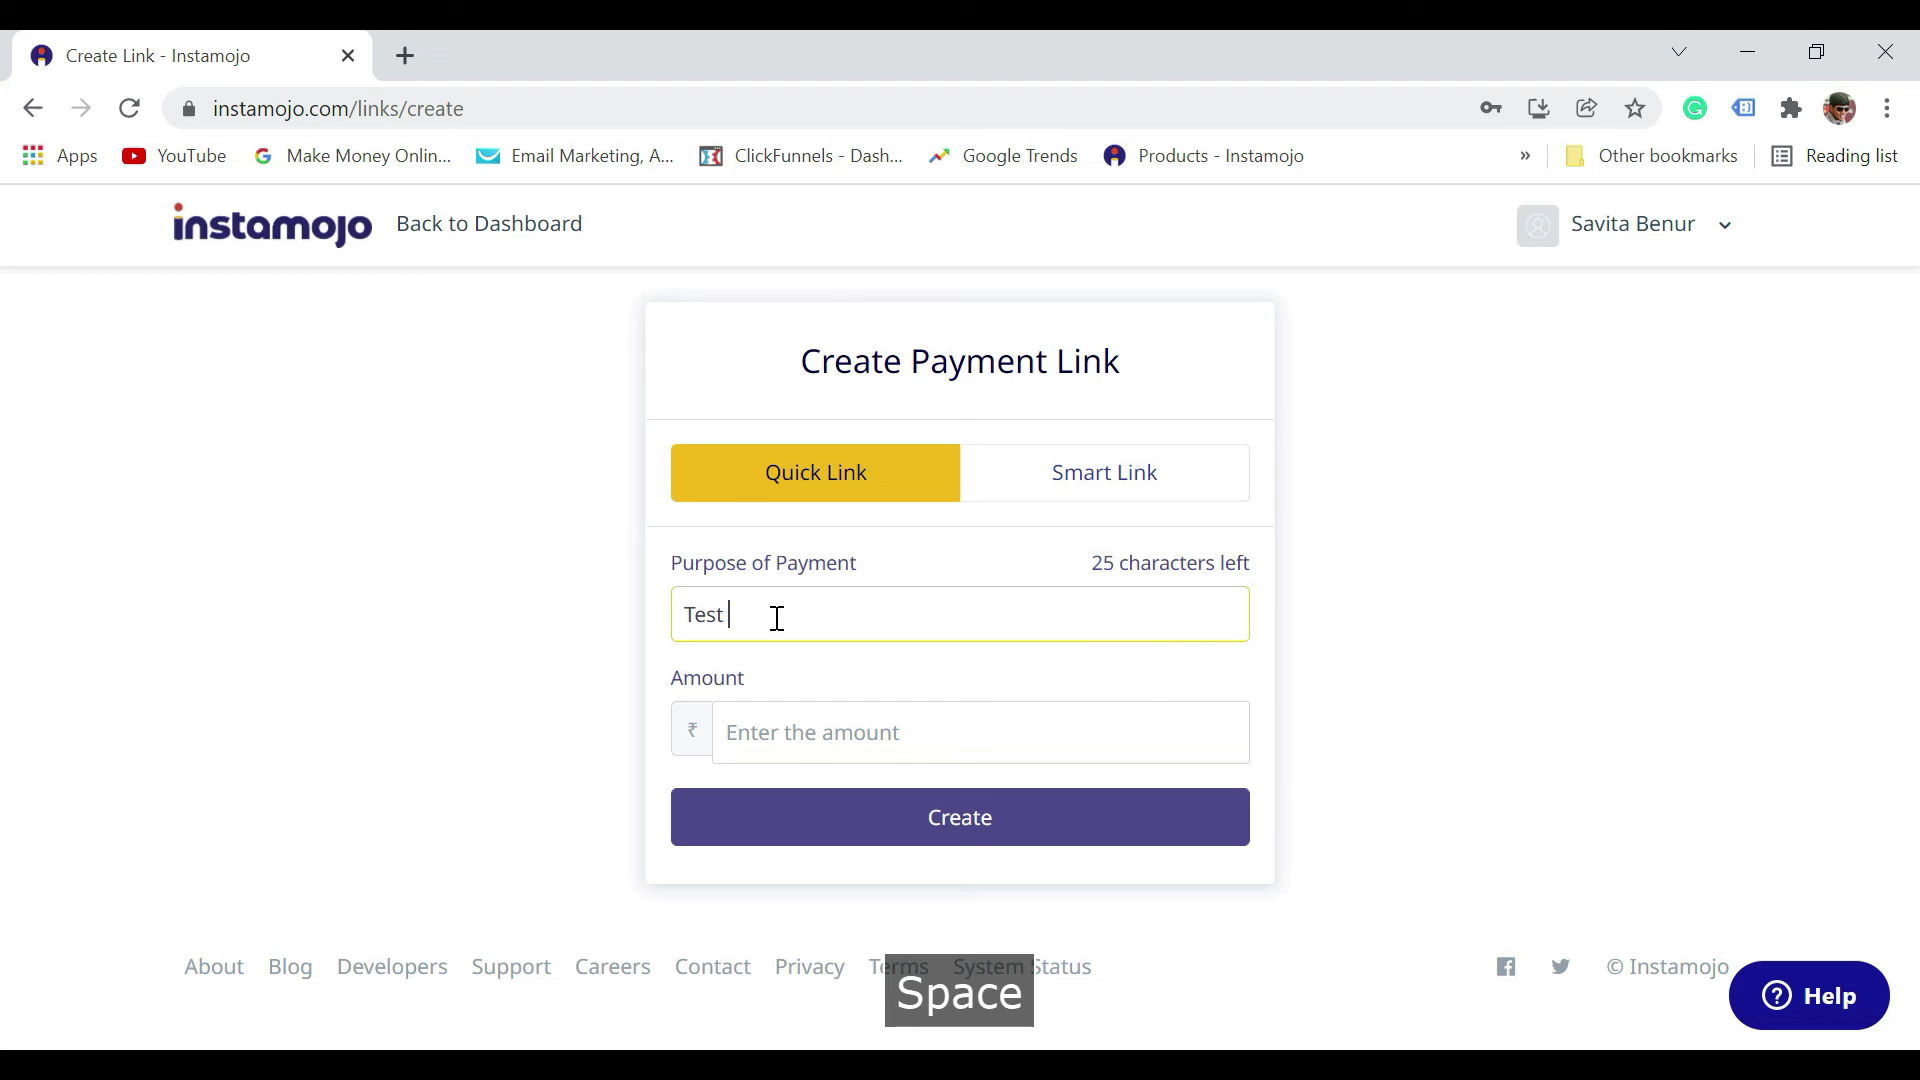 Create Link - Instamojo
instamojo.com/links/create
Apps YouTube Make Money Onlin... Email Marketing, A... ClickFunnels - Dash... Google Trends Products - Instamojo » Other bookmarks Reading list
instamojo Back to Dashboard Savita Benur
Create Payment Link
Quick Link Smart Link
Purpose of Payment 25 characters left
Test
Amount
₹ Enter the amount
Create
About Blog Developers Support Careers Contact Privacy Terms System Status © Instamojo
Space
? Help